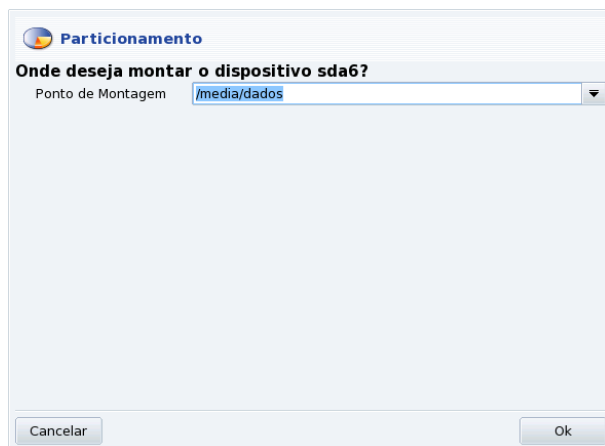 Particionamento
Onde deseja montar o dispositivo sda6?
Ponto de Montagem /media/dados
Cancelar Ok